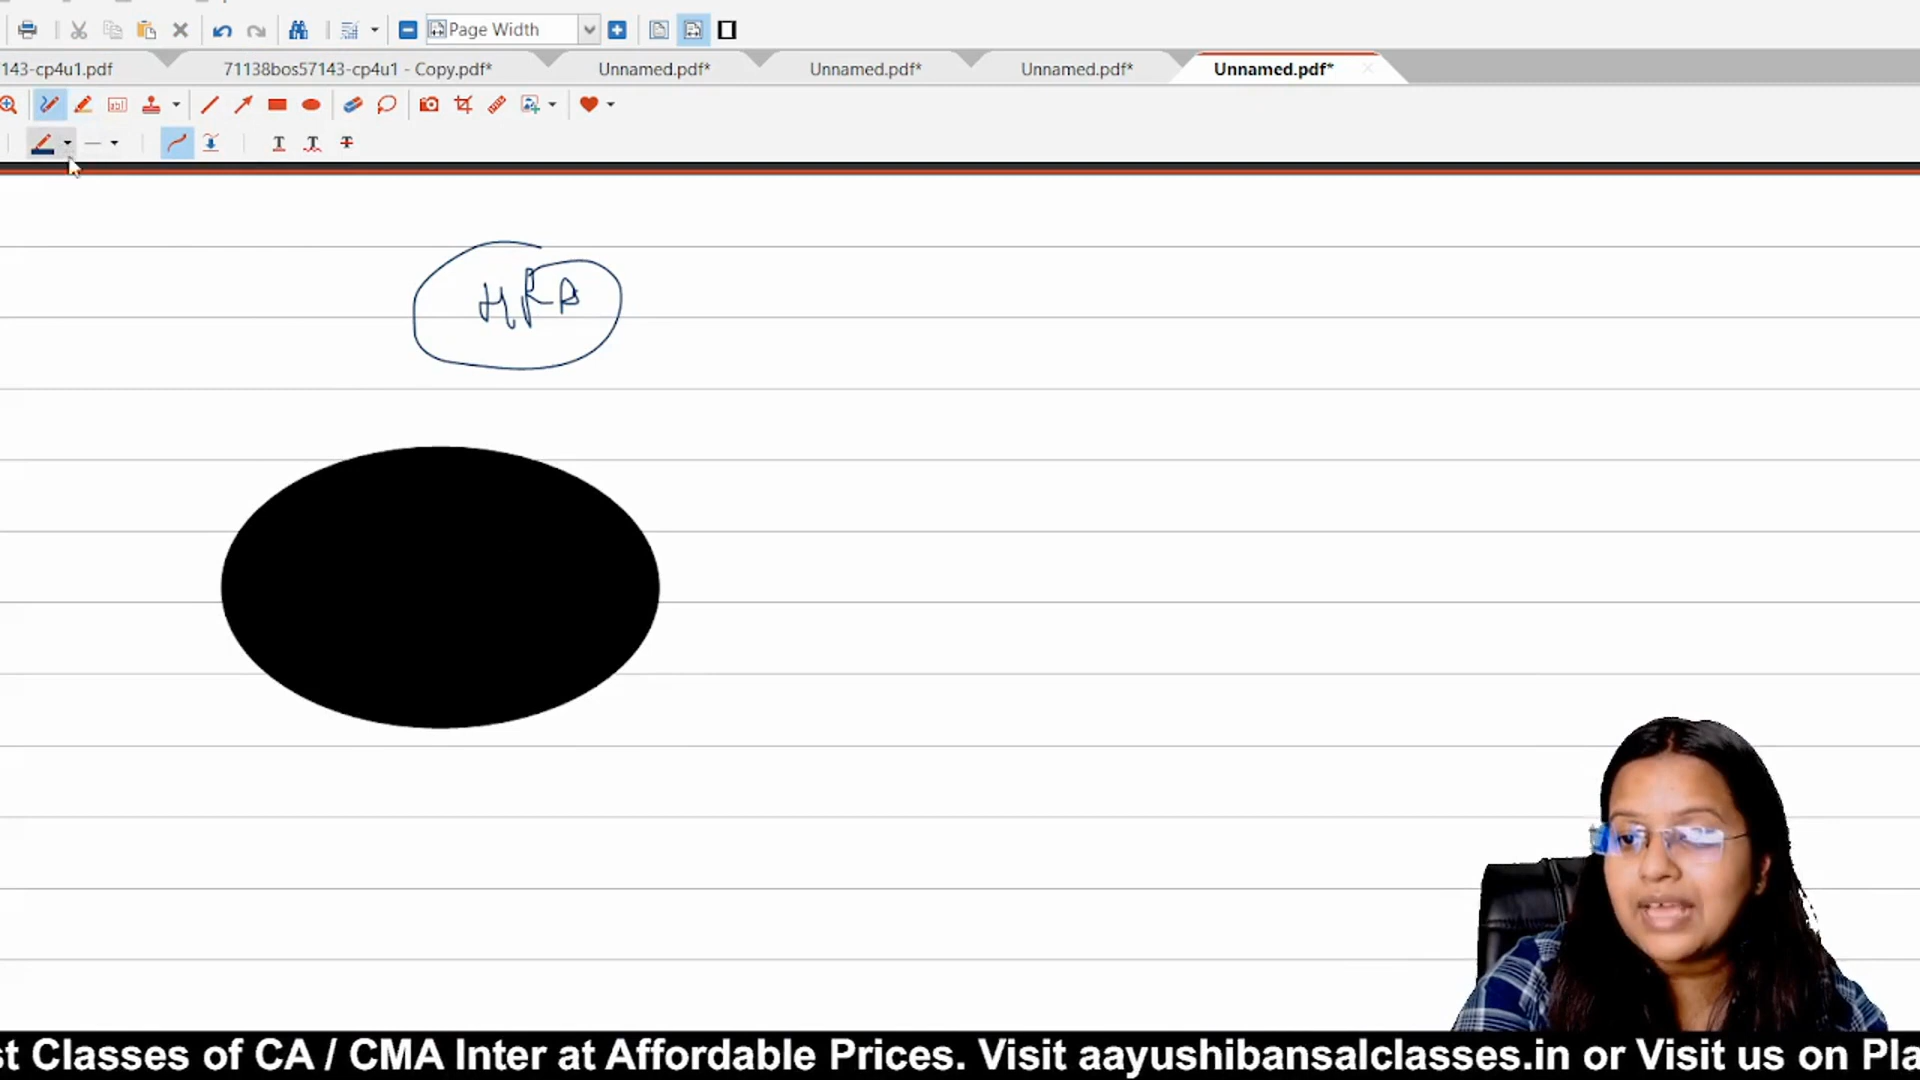 Page Width
143-cp4u1.pdf
71138bos57143-cp4u1 - Copy.pdf*
Unnamed.pdf*
Unnamed.pdf*
Unnamed.pdf*
Unnamed.pdf*
HRA
st Classes of CA / CMA Inter at Affordable Prices. Visit aayushibansalclasses.in or Visit us on Pla